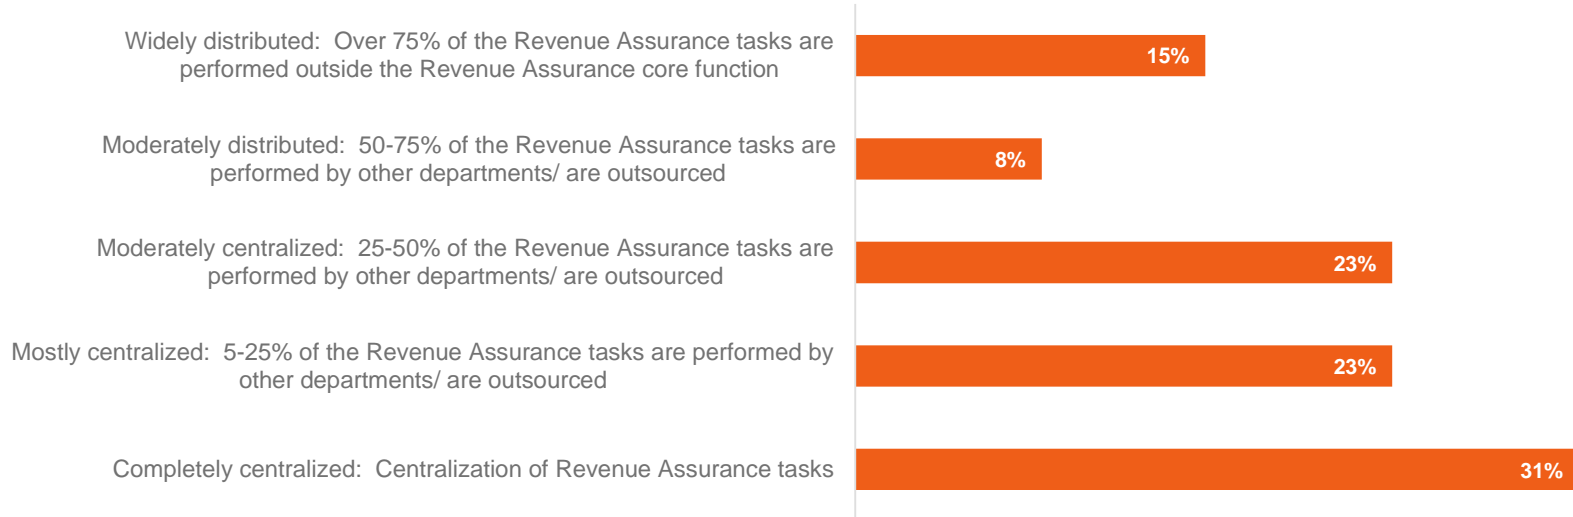 Widely distributed:  Over 75% of the Revenue Assurance tasks are
performed outside the Revenue Assurance core function
15%
Moderately distributed:  50-75% of the Revenue Assurance tasks are
performed by other departments/ are outsourced
8%
Moderately centralized:  25-50% of the Revenue Assurance tasks are
performed by other departments/ are outsourced
23%
Mostly centralized:  5-25% of the Revenue Assurance tasks are performed by
other departments/ are outsourced
23%
Completely centralized:  Centralization of Revenue Assurance tasks
31%